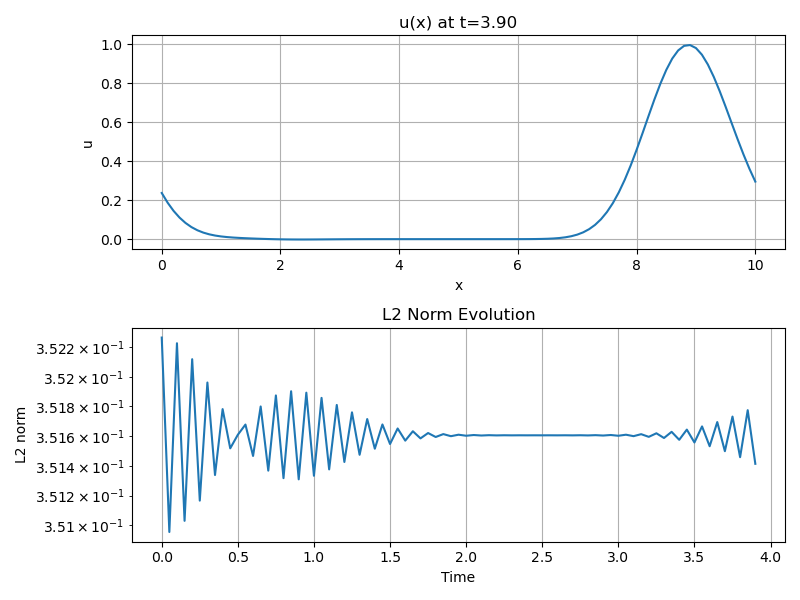 u(x) at t=3.90
1.0
0.8
0.6
0.4
0.2
0.0
u
0 2 4 6 8 10
x
L2 Norm Evolution
3.522 × 10⁻¹
3.52 × 10⁻¹
3.518 × 10⁻¹
3.516 × 10⁻¹
3.514 × 10⁻¹
3.512 × 10⁻¹
3.51 × 10⁻¹
L2 norm
0.0 0.5 1.0 1.5 2.0 2.5 3.0 3.5 4.0
Time